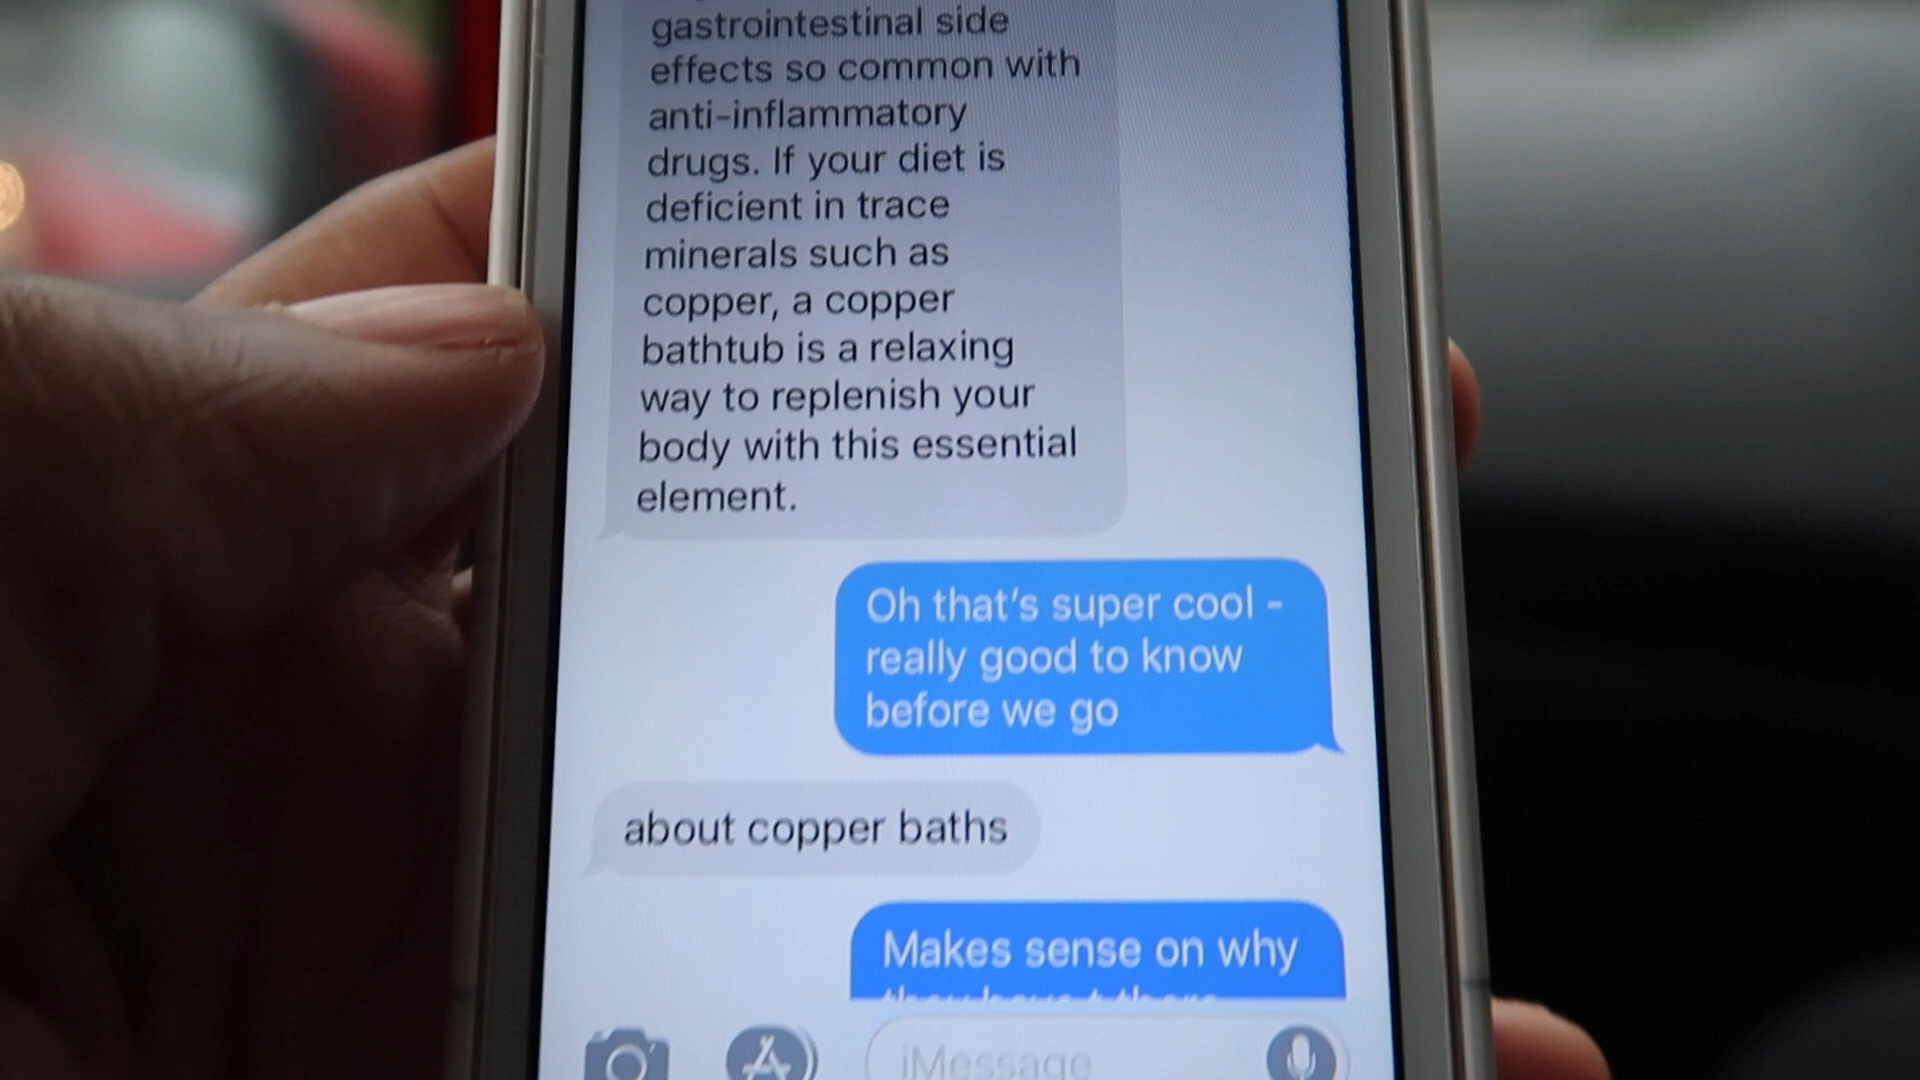 gastrointestinal side
effects so common with
anti-inflammatory
drugs. If your diet is
deficient in trace
minerals such as
copper, a copper
bathtub is a relaxing
way to replenish your
body with this essential
element.
Oh that's super cool -
really good to know
before we go
about copper baths
Makes sense on why
iMessage